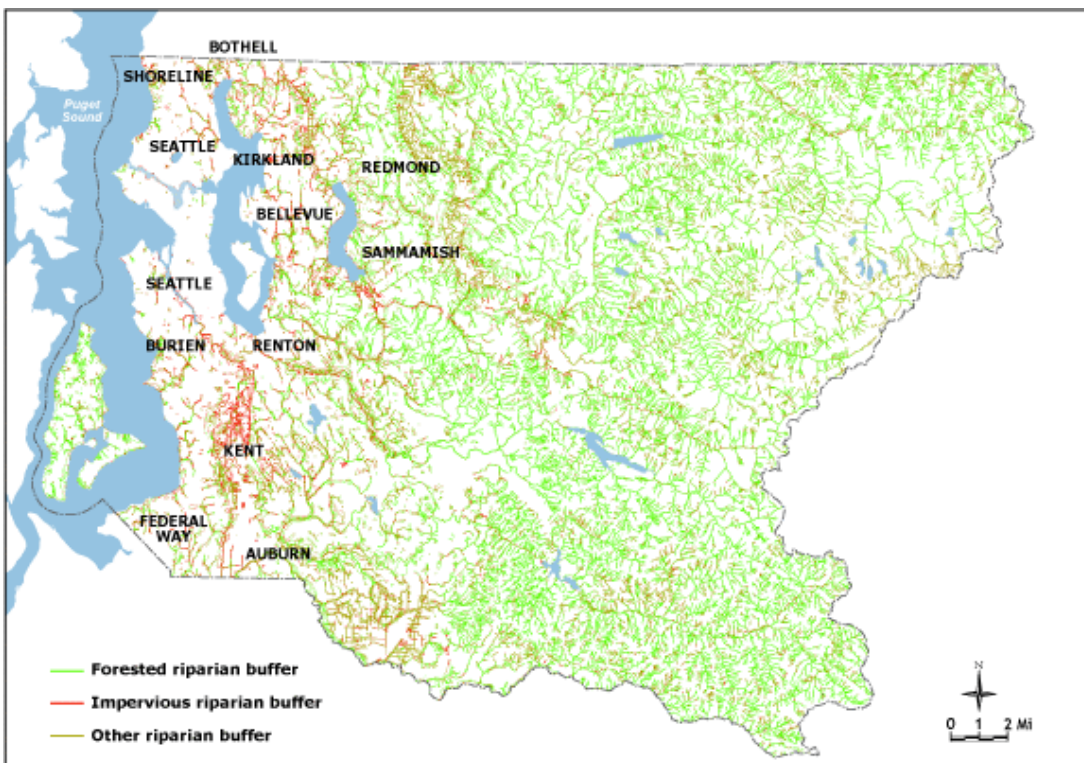 BOTHELL
SHORELINE
Puget
Sound
SEATTLE
KIRKLAND
REDMOND
BELLEVUE
SAMMAMISH
SEATTLE
BURIEN
RENTON
KENT
FEDERAL
WAY
AUBURN
Forested riparian buffer
Impervious riparian buffer
Other riparian buffer
N
0 1 2 Mi